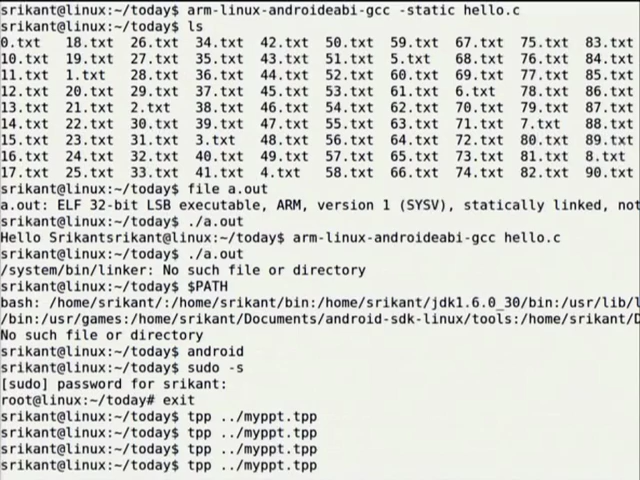 srikant@linux:~/today$ arm-linux-androideabi-gcc -static hello.c
srikant@linux:~/today$ ls
0.txt 18.txt 26.txt 34.txt 42.txt 50.txt 59.txt 67.txt 75.txt 83.txt
10.txt 19.txt 27.txt 35.txt 43.txt 51.txt 5.txt 68.txt 76.txt 84.txt
11.txt 1.txt 28.txt 36.txt 44.txt 52.txt 60.txt 69.txt 77.txt 85.txt
12.txt 20.txt 29.txt 37.txt 45.txt 53.txt 61.txt 6.txt 78.txt 86.txt
13.txt 21.txt 2.txt 38.txt 46.txt 54.txt 62.txt 70.txt 79.txt 87.txt
14.txt 22.txt 30.txt 39.txt 47.txt 55.txt 63.txt 71.txt 7.txt 88.txt
15.txt 23.txt 31.txt 3.txt 48.txt 56.txt 64.txt 72.txt 80.txt 89.txt
16.txt 24.txt 32.txt 40.txt 49.txt 57.txt 65.txt 73.txt 81.txt 8.txt
17.txt 25.txt 33.txt 41.txt 4.txt 58.txt 66.txt 74.txt 82.txt 90.txt
srikant@linux:~/today$ file a.out
a.out: ELF 32-bit LSB executable, ARM, version 1 (SYSV), statically linked, not
srikant@linux:~/today$ ./a.out
Hello Srikantsrikant@linux:~/today$ arm-linux-androideabi-gcc hello.c
srikant@linux:~/today$ ./a.out
/system/bin/linker: No such file or directory
srikant@linux:~/today$ $PATH
bash: /home/srikant/:/home/srikant/bin:/home/srikant/jdk1.6.0_30/bin:/usr/lib/l
/bin:/usr/games:/home/srikant/Documents/android-sdk-linux/tools:/home/srikant/D
No such file or directory
srikant@linux:~/today$ android
srikant@linux:~/today$ sudo -s
[sudo] password for srikant:
root@linux:~/today# exit
srikant@linux:~/today$ tpp ../myppt.tpp
srikant@linux:~/today$ tpp ../myppt.tpp
srikant@linux:~/today$ tpp ../myppt.tpp
srikant@linux:~/today$ tpp ../myppt.tpp